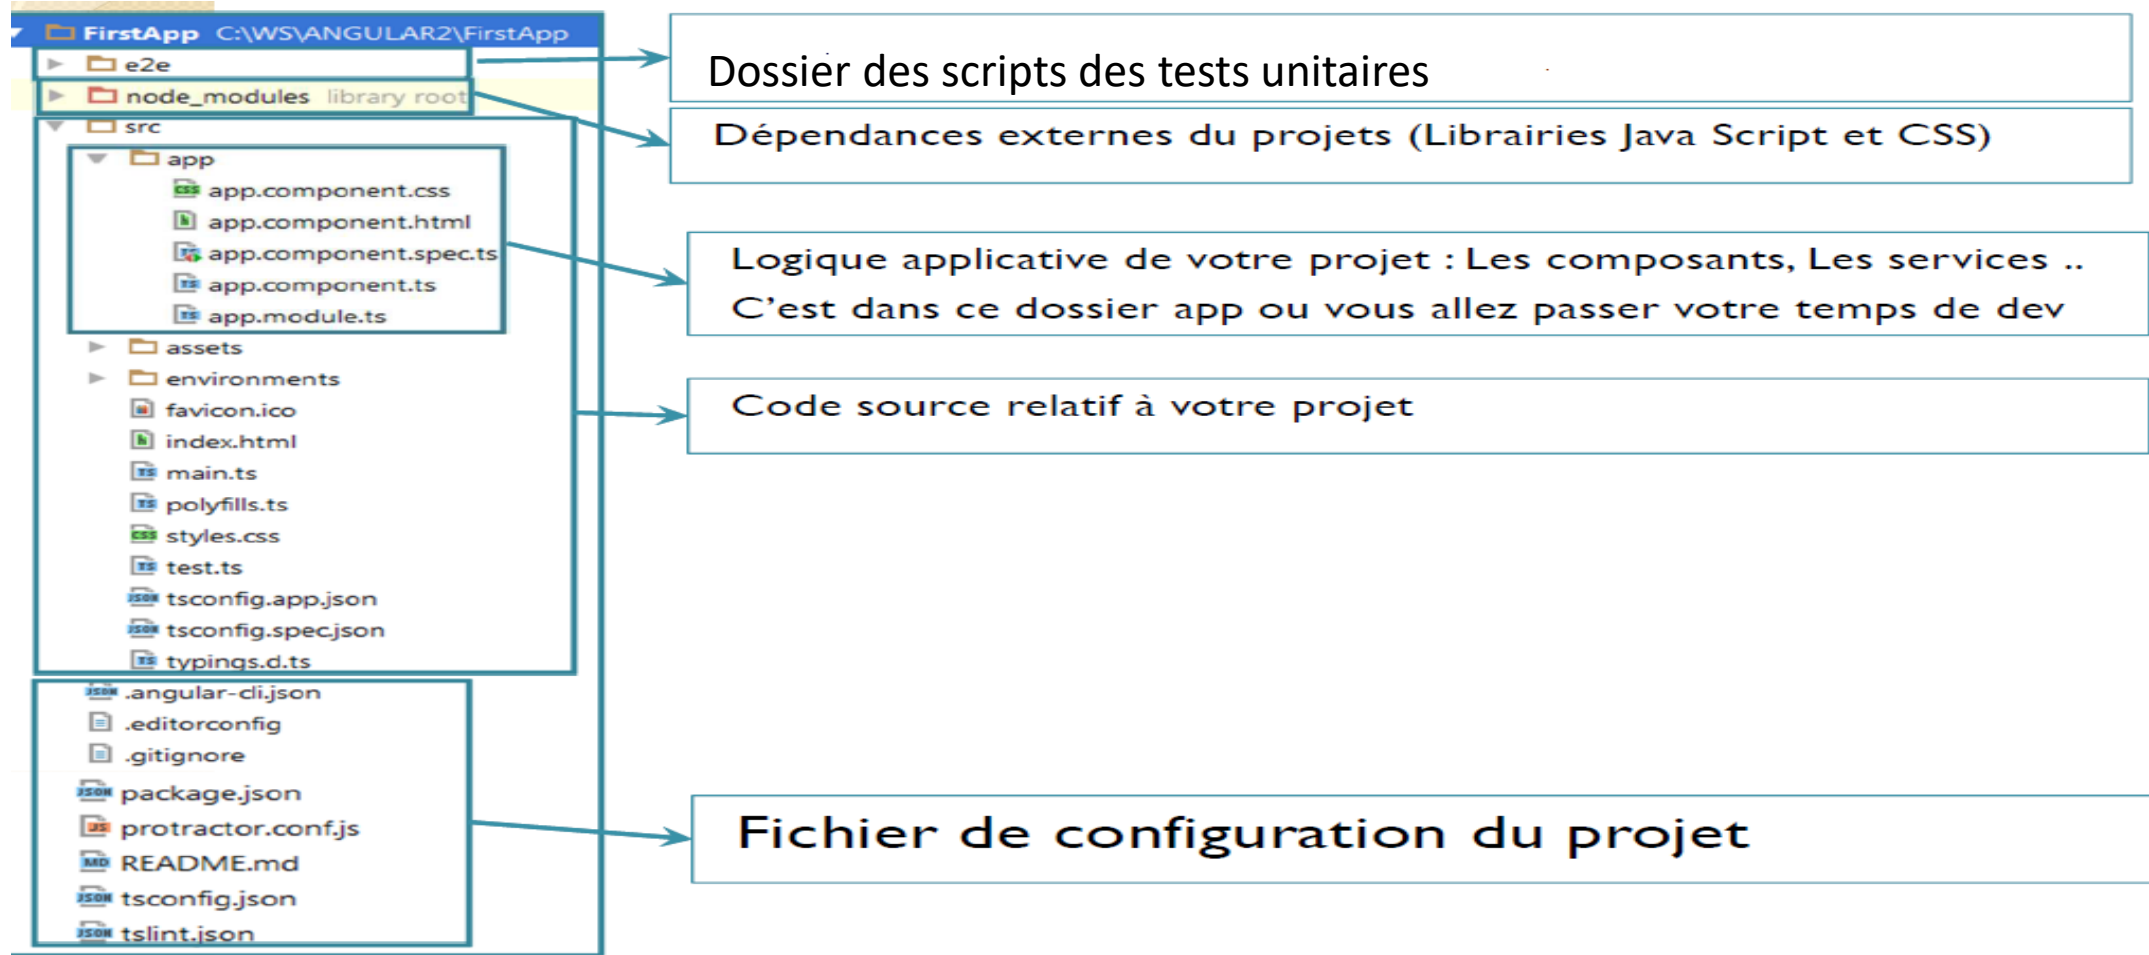 FirstApp C:\WS\ANGULAR2\FirstApp
e2e
node_modules library root
src
app
app.component.css
app.component.html
app.component.spec.ts
app.component.ts
app.module.ts
assets
environments
favicon.ico
index.html
main.ts
polyfills.ts
styles.css
test.ts
tsconfig.app.json
tsconfig.spec.json
typings.d.ts
.angular-cli.json
.editorconfig
.gitignore
package.json
protractor.conf.js
README.md
tsconfig.json
tslint.json
Dossier des scripts des tests unitaires
Dépendances externes du projets (Librairies Java Script et CSS)
Logique applicative de votre projet : Les composants, Les services ..
C'est dans ce dossier app ou vous allez passer votre temps de dev
Code source relatif à votre projet
Fichier de configuration du projet